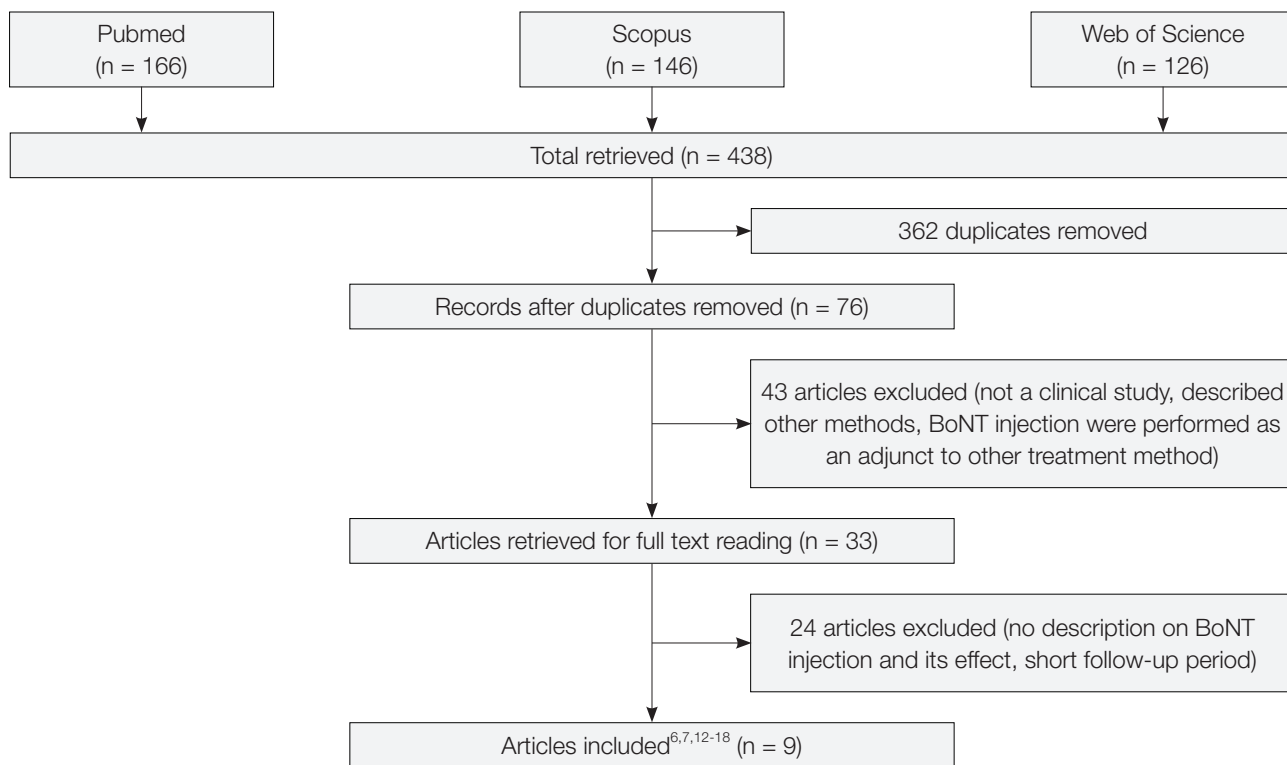 Pubmed
(n = 166)
Scopus
(n = 146)
Web of Science
(n = 126)
Total retrieved (n = 438)
362 duplicates removed
Records after duplicates removed (n = 76)
43 articles excluded (not a clinical study, described
other methods, BoNT injection were performed as
an adjunct to other treatment method)
Articles retrieved for full text reading (n = 33)
24 articles excluded (no description on BoNT
injection and its effect, short follow-up period)
Articles included6,7,12-18 (n = 9)